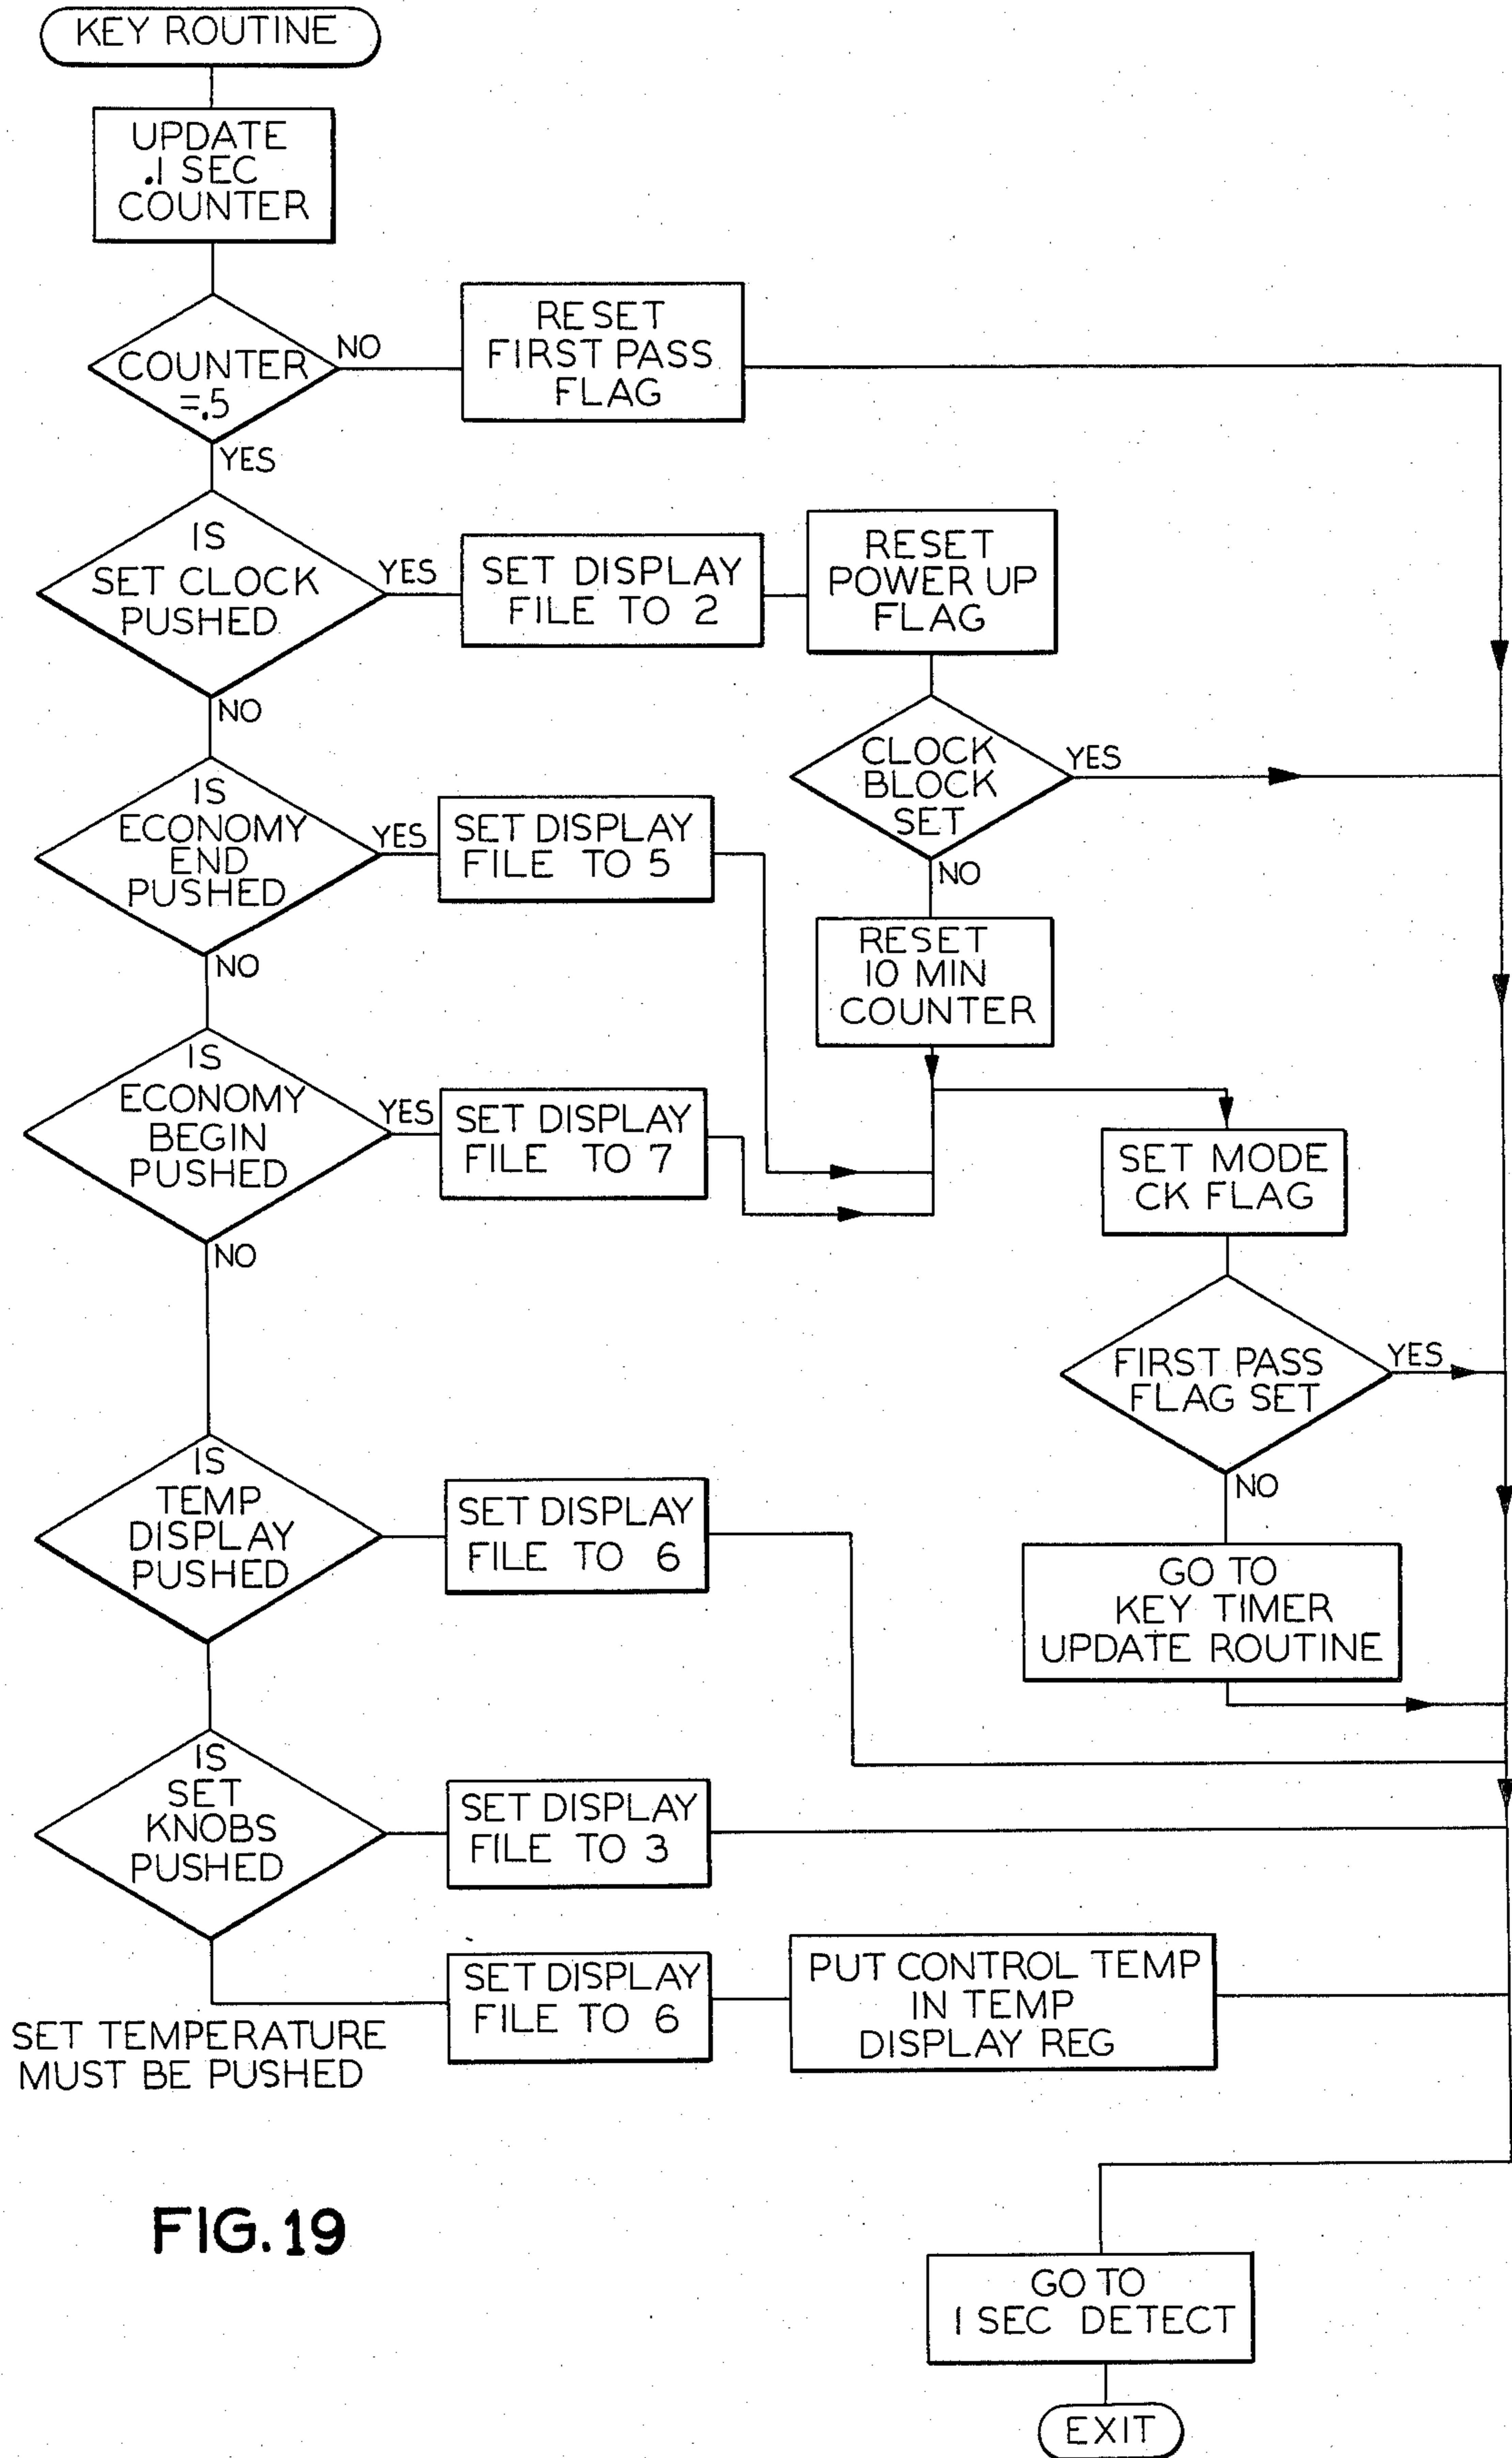 KEY ROUTINE
UPDATE
.1 SEC
COUNTER
COUNTER
=.5
NO
YES
RESET
FIRST PASS
FLAG
IS
SET CLOCK
PUSHED
YES
NO
SET DISPLAY
FILE TO 2
RESET
POWER UP
FLAG
CLOCK
BLOCK
SET
YES
NO
RESET
10 MIN
COUNTER
IS
ECONOMY
END
PUSHED
YES
NO
SET DISPLAY
FILE TO 5
IS
ECONOMY
BEGIN
PUSHED
YES
NO
SET DISPLAY
FILE TO 7
SET MODE
CK FLAG
FIRST PASS
FLAG SET
YES
NO
GO TO
KEY TIMER
UPDATE ROUTINE
IS
TEMP
DISPLAY
PUSHED
SET DISPLAY
FILE TO 6
IS
SET
KNOBS
PUSHED
SET DISPLAY
FILE TO 3
SET TEMPERATURE
MUST BE PUSHED
SET DISPLAY
FILE TO 6
PUT CONTROL TEMP
IN TEMP
DISPLAY REG
GO TO
1 SEC DETECT
EXIT
FIG. 19